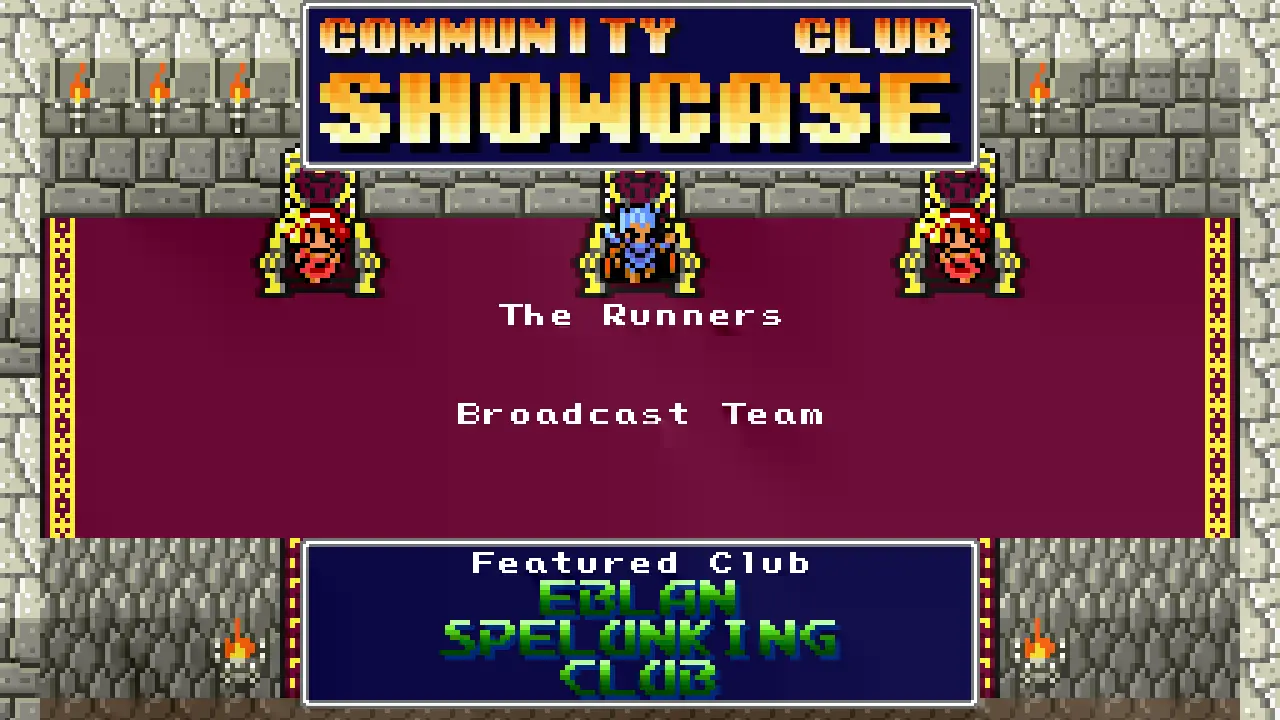 COMMUNITY CLUB
SHOWCASE
The Runners
Broadcast Team
Featured Club
EBLAN
SPELUNKING
CLUB